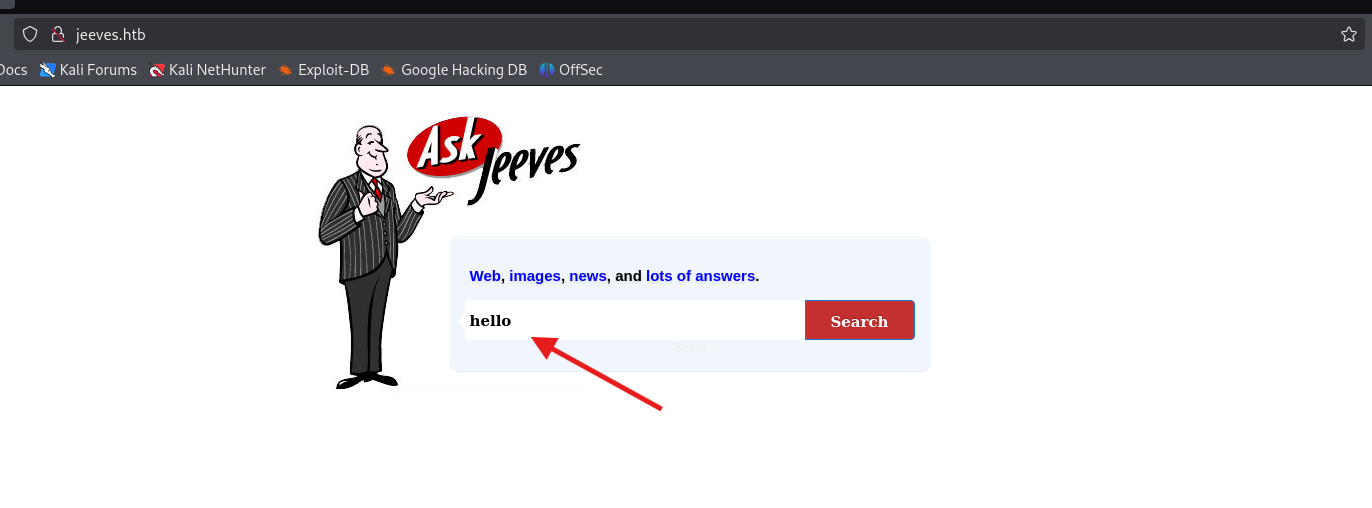 jeeves.htb
Docs Kali Forums Kali NetHunter Exploit-DB Google Hacking DB OffSec
Ask
Jeeves
Web, images, news, and lots of answers.
hello Search